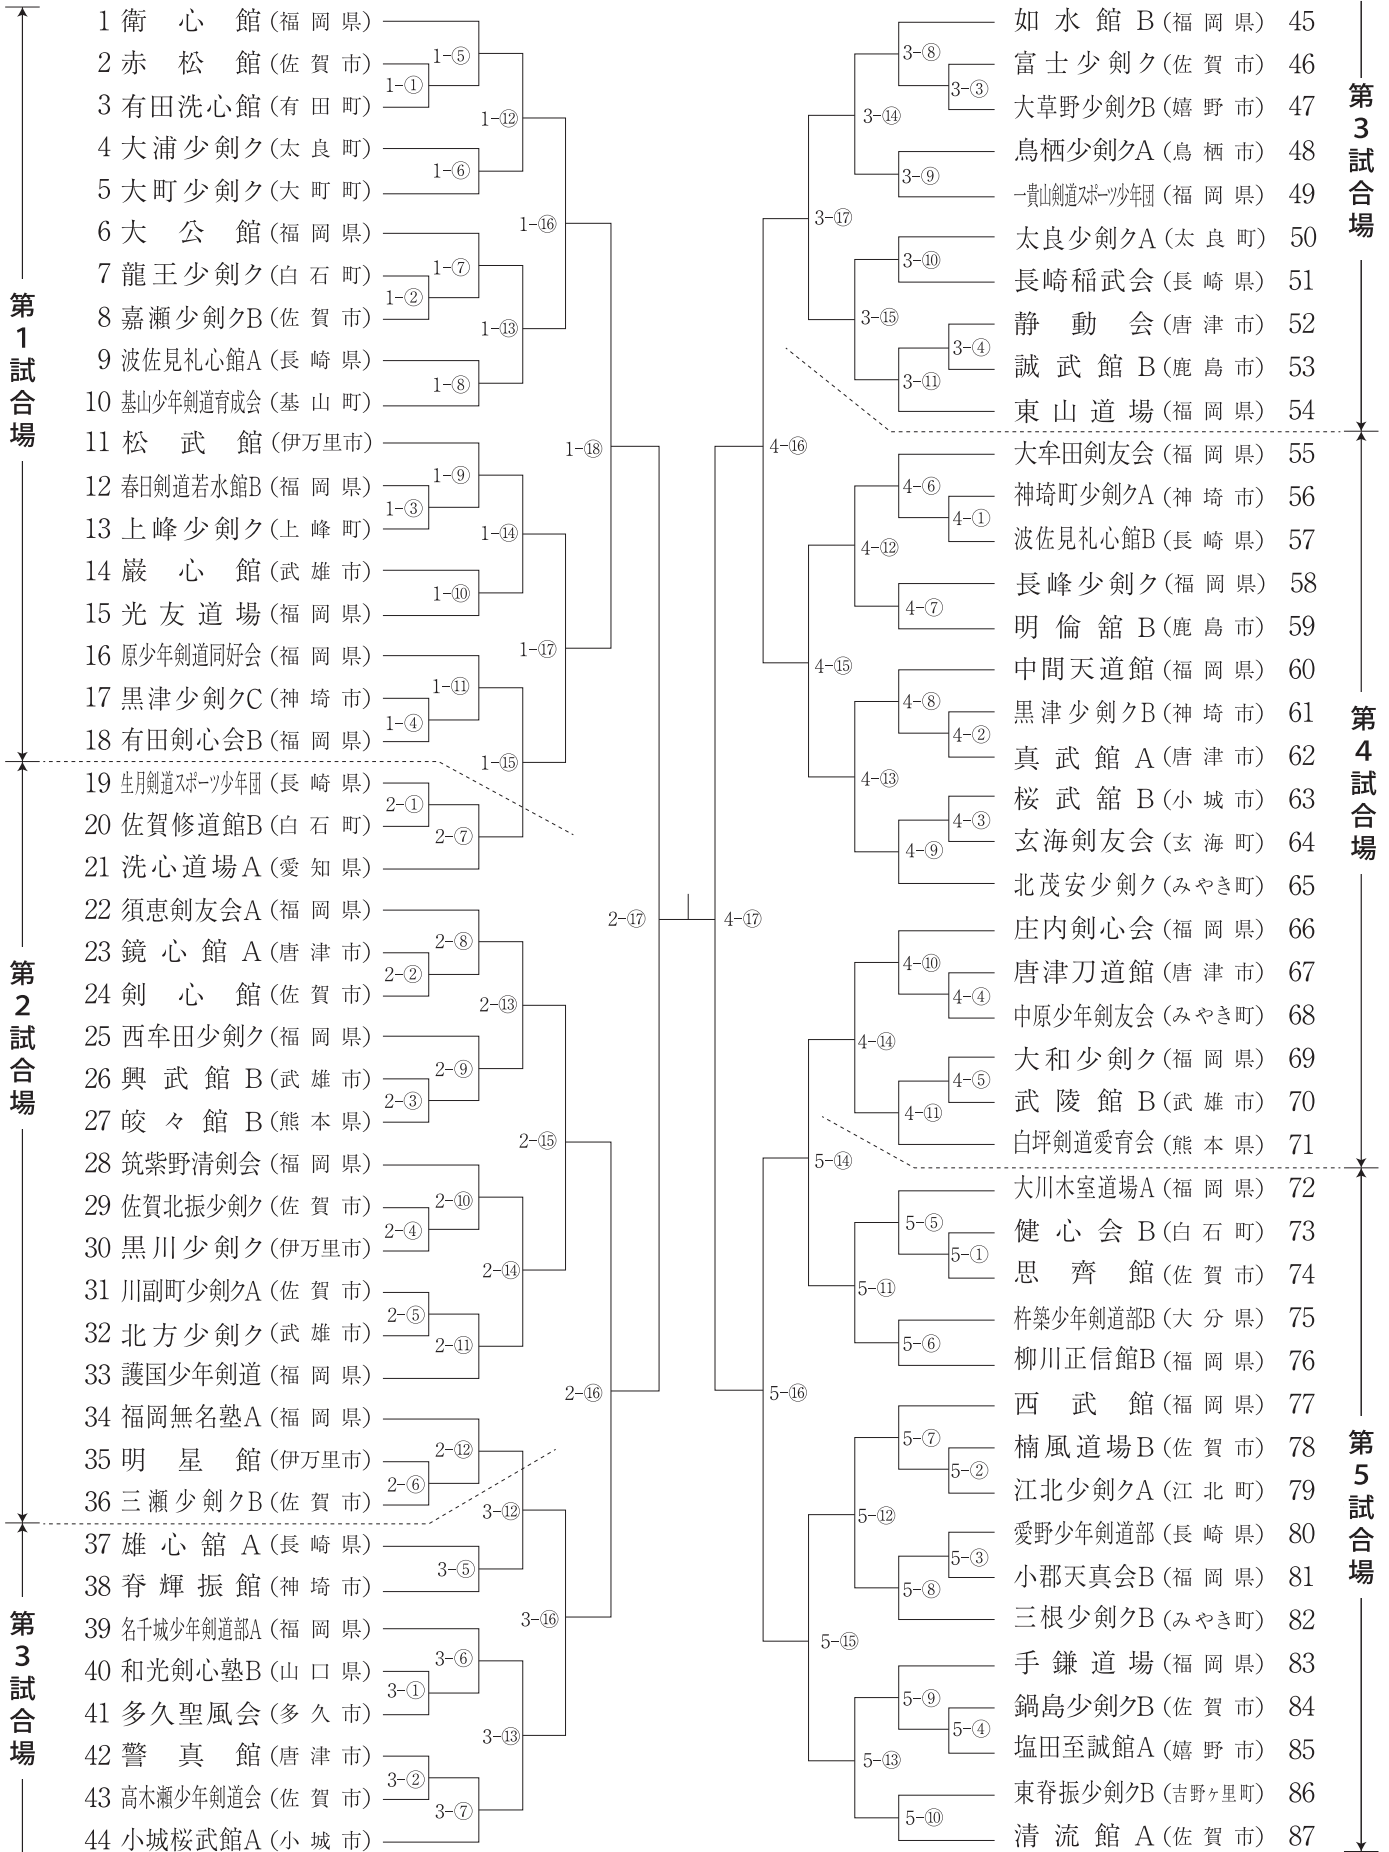 第1試合場
1 衛心館(福岡県)
2 赤松館(佐賀市)
3 有田洗心館(有田町)
4 大浦少剣ク(太良町)
5 大町少剣ク(大町町)
6 大公館(福岡県)
7 龍王少剣ク(白石町)
8 嘉瀬少剣クB(佐賀市)
9 波佐見礼心館A(長崎県)
10 基山少年剣道育成会(基山町)
11 松武館(伊万里市)
12 春日剣道若水館B(福岡県)
13 上峰少剣ク(上峰町)
14 巌心館(武雄市)
15 光友道場(福岡県)
16 原少年剣道同好会(福岡県)
17 黒津少剣クC(神埼市)
18 有田剣心会B(福岡県)
第2試合場
19 生月剣道スポーツ少年団(長崎県)
20 佐賀修道館B(白石町)
21 洗心道場A(愛知県)
22 須恵剣友会A(福岡県)
23 鏡心館A(唐津市)
24 剣心館(佐賀市)
25 西牟田少剣ク(福岡県)
26 興武館B(武雄市)
27 皎々館B(熊本県)
28 筑紫野清剣会(福岡県)
29 佐賀北振少剣ク(佐賀市)
30 黒川少剣ク(伊万里市)
31 川副町少剣クA(佐賀市)
32 北方少剣ク(武雄市)
33 護国少年剣道(福岡県)
34 福岡無名塾A(福岡県)
35 明星館(伊万里市)
36 三瀬少剣クB(佐賀市)
第3試合場
37 雄心舘A(長崎県)
38 脊輝振館(神埼市)
39 名千城少年剣道部A(福岡県)
40 和光剣心塾B(山口県)
41 多久聖風会(多久市)
42 警真館(唐津市)
43 高木瀬少年剣道会(佐賀市)
44 小城桜武館A(小城市)
1-①
1-②
1-③
1-④
2-①
2-②
2-③
2-④
2-⑤
2-⑥
3-①
3-②
1-⑤
1-⑥
1-⑦
1-⑧
1-⑨
1-⑩
1-⑪
2-⑦
2-⑧
2-⑨
2-⑩
2-⑪
2-⑫
3-⑤
3-⑥
3-⑦
1-⑫
1-⑬
1-⑭
1-⑮
2-⑬
2-⑭
3-⑫
3-⑬
1-⑯
1-⑰
2-⑮
3-⑯
1-⑱
2-⑯
2-⑰
4-⑰
4-⑯
5-⑯
3-⑰
4-⑮
5-⑭
5-⑮
3-⑭
3-⑮
4-⑫
4-⑬
4-⑭
5-⑪
5-⑫
5-⑬
3-⑧
3-⑨
3-⑩
3-⑪
4-⑥
4-⑦
4-⑧
4-⑨
4-⑩
4-⑪
5-⑤
5-⑥
5-⑦
5-⑧
5-⑨
5-⑩
3-③
3-④
4-①
4-②
4-③
4-④
4-⑤
5-①
5-②
5-③
5-④
第3試合場
如水館B(福岡県) 45
富士少剣ク(佐賀市) 46
大草野少剣クB(嬉野市) 47
鳥栖少剣クA(鳥栖市) 48
一貴山剣道スポーツ少年団(福岡県) 49
太良少剣クA(太良町) 50
長崎稲武会(長崎県) 51
静動会(唐津市) 52
誠武館B(鹿島市) 53
東山道場(福岡県) 54
第4試合場
大牟田剣友会(福岡県) 55
神埼町少剣クA(神埼市) 56
波佐見礼心館B(長崎県) 57
長峰少剣ク(福岡県) 58
明倫舘B(鹿島市) 59
中間天道館(福岡県) 60
黒津少剣クB(神埼市) 61
真武館A(唐津市) 62
桜武舘B(小城市) 63
玄海剣友会(玄海町) 64
北茂安少剣ク(みやき町) 65
庄内剣心会(福岡県) 66
唐津刀道館(唐津市) 67
中原少年剣友会(みやき町) 68
大和少剣ク(福岡県) 69
武陵館B(武雄市) 70
白坪剣道愛育会(熊本県) 71
第5試合場
大川木室道場A(福岡県) 72
健心会B(白石町) 73
思齊館(佐賀市) 74
杵築少年剣道部B(大分県) 75
柳川正信館B(福岡県) 76
西武館(福岡県) 77
楠風道場B(佐賀市) 78
江北少剣クA(江北町) 79
愛野少年剣道部(長崎県) 80
小郡天真会B(福岡県) 81
三根少剣クB(みやき町) 82
手鎌道場(福岡県) 83
鍋島少剣クB(佐賀市) 84
塩田至誠館A(嬉野市) 85
東脊振少剣クB(吉野ヶ里町) 86
清流館A(佐賀市) 87